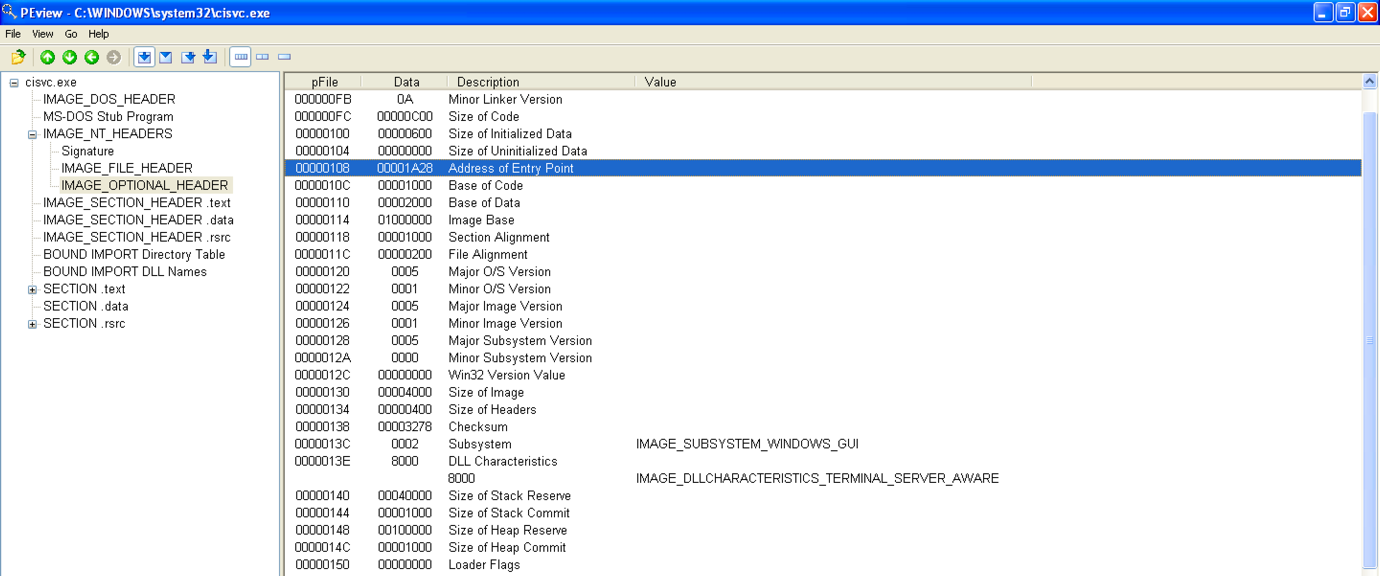 PEview - C:\WINDOWS\system32\cisvc.exe
File View Go Help
cisvc.exe
IMAGE_DOS_HEADER
MS-DOS Stub Program
IMAGE_NT_HEADERS
Signature
IMAGE_FILE_HEADER
IMAGE_OPTIONAL_HEADER
IMAGE_SECTION_HEADER .text
IMAGE_SECTION_HEADER .data
IMAGE_SECTION_HEADER .rsrc
BOUND IMPORT Directory Table
BOUND IMPORT DLL Names
SECTION .text
SECTION .data
SECTION .rsrc
pFile Data Description Value
000000FB 0A Minor Linker Version
000000FC 00000C00 Size of Code
00000100 00000600 Size of Initialized Data
00000104 00000000 Size of Uninitialized Data
00000108 00001A28 Address of Entry Point
0000010C 00001000 Base of Code
00000110 00002000 Base of Data
00000114 01000000 Image Base
00000118 00001000 Section Alignment
0000011C 00000200 File Alignment
00000120 0005 Major O/S Version
00000122 0001 Minor O/S Version
00000124 0005 Major Image Version
00000126 0001 Minor Image Version
00000128 0005 Major Subsystem Version
0000012A 0000 Minor Subsystem Version
0000012C 00000000 Win32 Version Value
00000130 00004000 Size of Image
00000134 00000400 Size of Headers
00000138 00003278 Checksum
0000013C 0002 Subsystem IMAGE_SUBSYSTEM_WINDOWS_GUI
0000013E 8000 DLL Characteristics
8000 IMAGE_DLLCHARACTERISTICS_TERMINAL_SERVER_AWARE
00000140 00040000 Size of Stack Reserve
00000144 00001000 Size of Stack Commit
00000148 00100000 Size of Heap Reserve
0000014C 00001000 Size of Heap Commit
00000150 00000000 Loader Flags